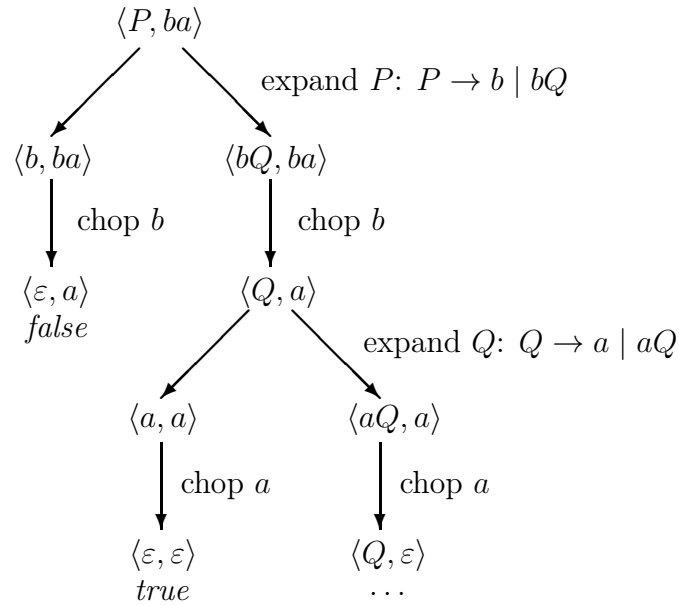 ⟨P, ba⟩
expand P: P → b | bQ
⟨b, ba⟩ ⟨bQ, ba⟩
chop b chop b
⟨ε, a⟩ ⟨Q, a⟩
false
expand Q: Q → a | aQ
⟨a, a⟩ ⟨aQ, a⟩
chop a chop a
⟨ε, ε⟩ ⟨Q, ε⟩
true ...